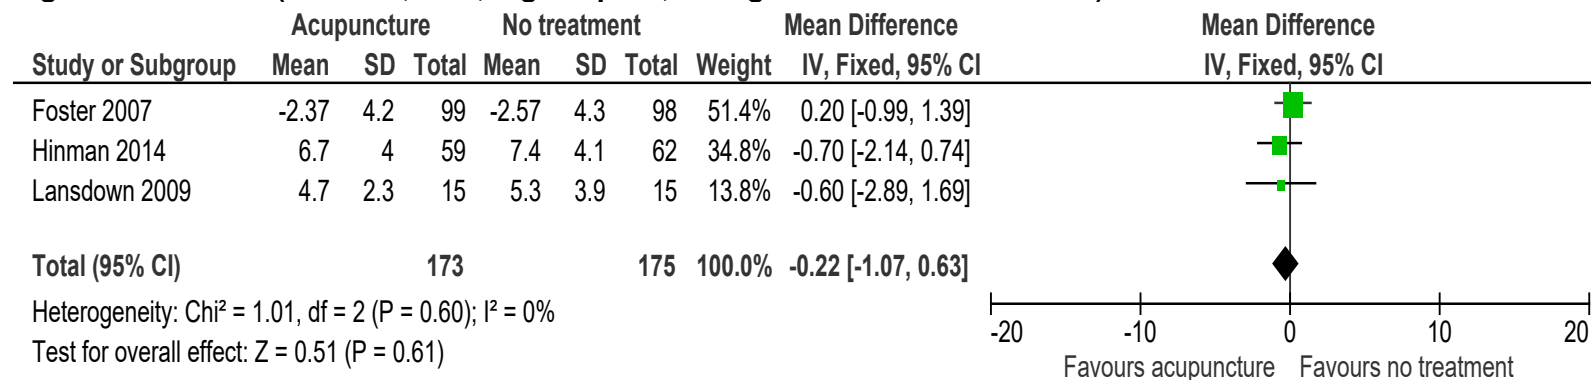 Acupuncture No treatment Mean Difference Mean Difference
Study or Subgroup Mean SD Total Mean SD Total Weight IV, Fixed, 95% CI IV, Fixed, 95% CI
Foster 2007 -2.37 4.2 99 -2.57 4.3 98 51.4% 0.20 [-0.99, 1.39]
Hinman 2014 6.7 4 59 7.4 4.1 62 34.8% -0.70 [-2.14, 0.74]
Lansdown 2009 4.7 2.3 15 5.3 3.9 15 13.8% -0.60 [-2.89, 1.69]
Total (95% CI) 173 175 100.0% -0.22 [-1.07, 0.63]
Heterogeneity: Chi² = 1.01, df = 2 (P = 0.60); I² = 0%
Test for overall effect: Z = 0.51 (P = 0.61)
-20 -10 0 10 20
Favours acupuncture Favours no treatment